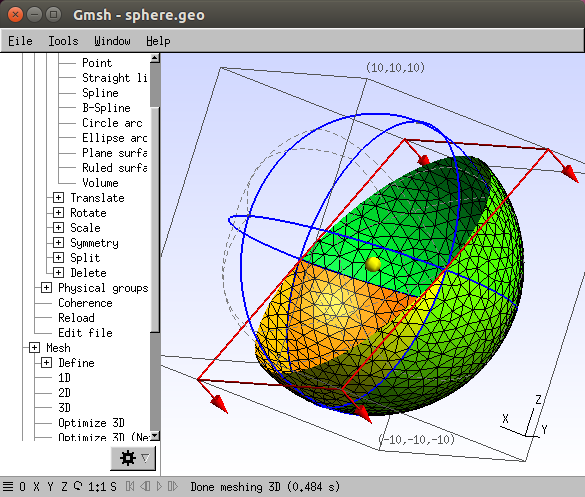 Gmsh - sphere.geo
File Tools Window Help
Point
Straight li
Spline
B-Spline
Circle arc
Ellipse arc
Plane surfa
Ruled surfa
Volume
Translate
Rotate
Scale
Symmetry
Split
Delete
Physical groups
Coherence
Reload
Edit file
Mesh
Define
1D
2D
3D
Optimize 3D
Optimize 3D (Ne
(10,10,10)
(-10,-10,-10)
Z
X
Y
O X Y Z 1:1 S Done meshing 3D (0.484 s)